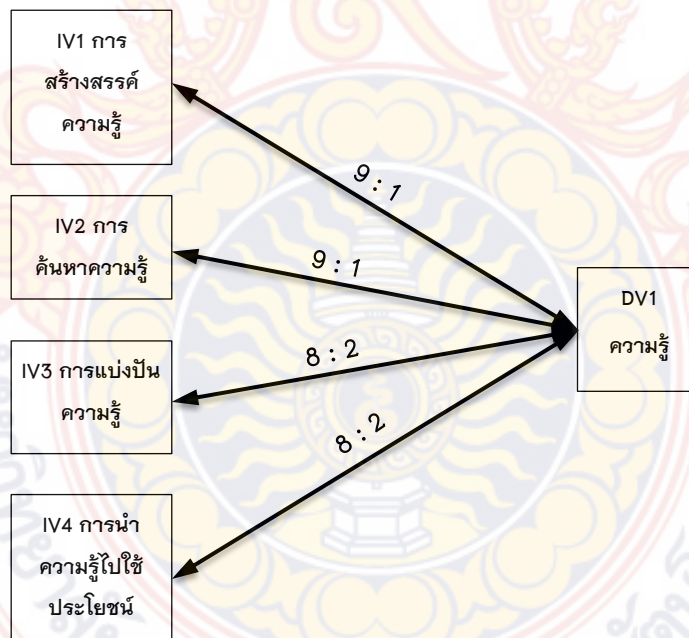 IV1 การ
สร้างสรรค์
ความรู้
9 : 1
IV2 การ
ค้นหาความรู้
9 : 1
DV1
ความรู้
IV3 การแบ่งปัน
ความรู้
8 : 2
8 : 2
IV4 การนำ
ความรู้ไปใช้
ประโยชน์